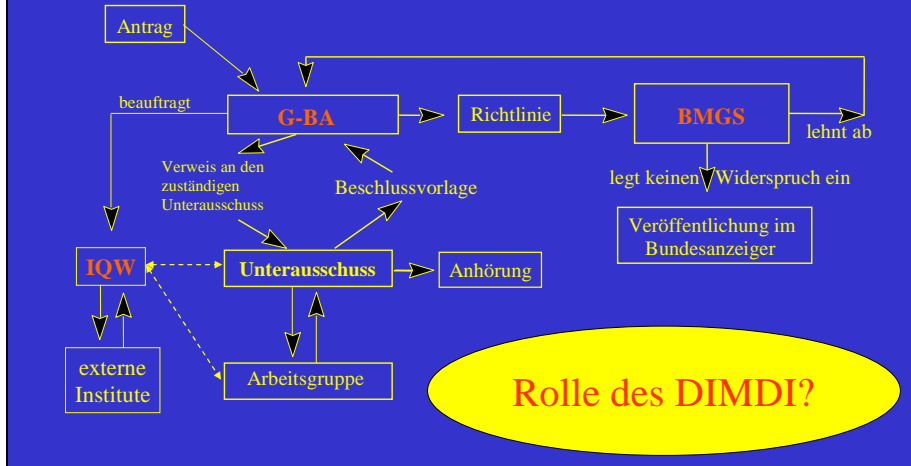 Antrag
beauftragt
G-BA
Richtlinie
BMGS
lehnt ab
Verweis an den
zuständigen
Unterausschuss
Beschlussvorlage
legt keinen Widerspruch ein
Veröffentlichung im
Bundesanzeiger
IQW
Unterausschuss
Anhörung
externe
Institute
Arbeitsgruppe
Rolle des DIMDI?